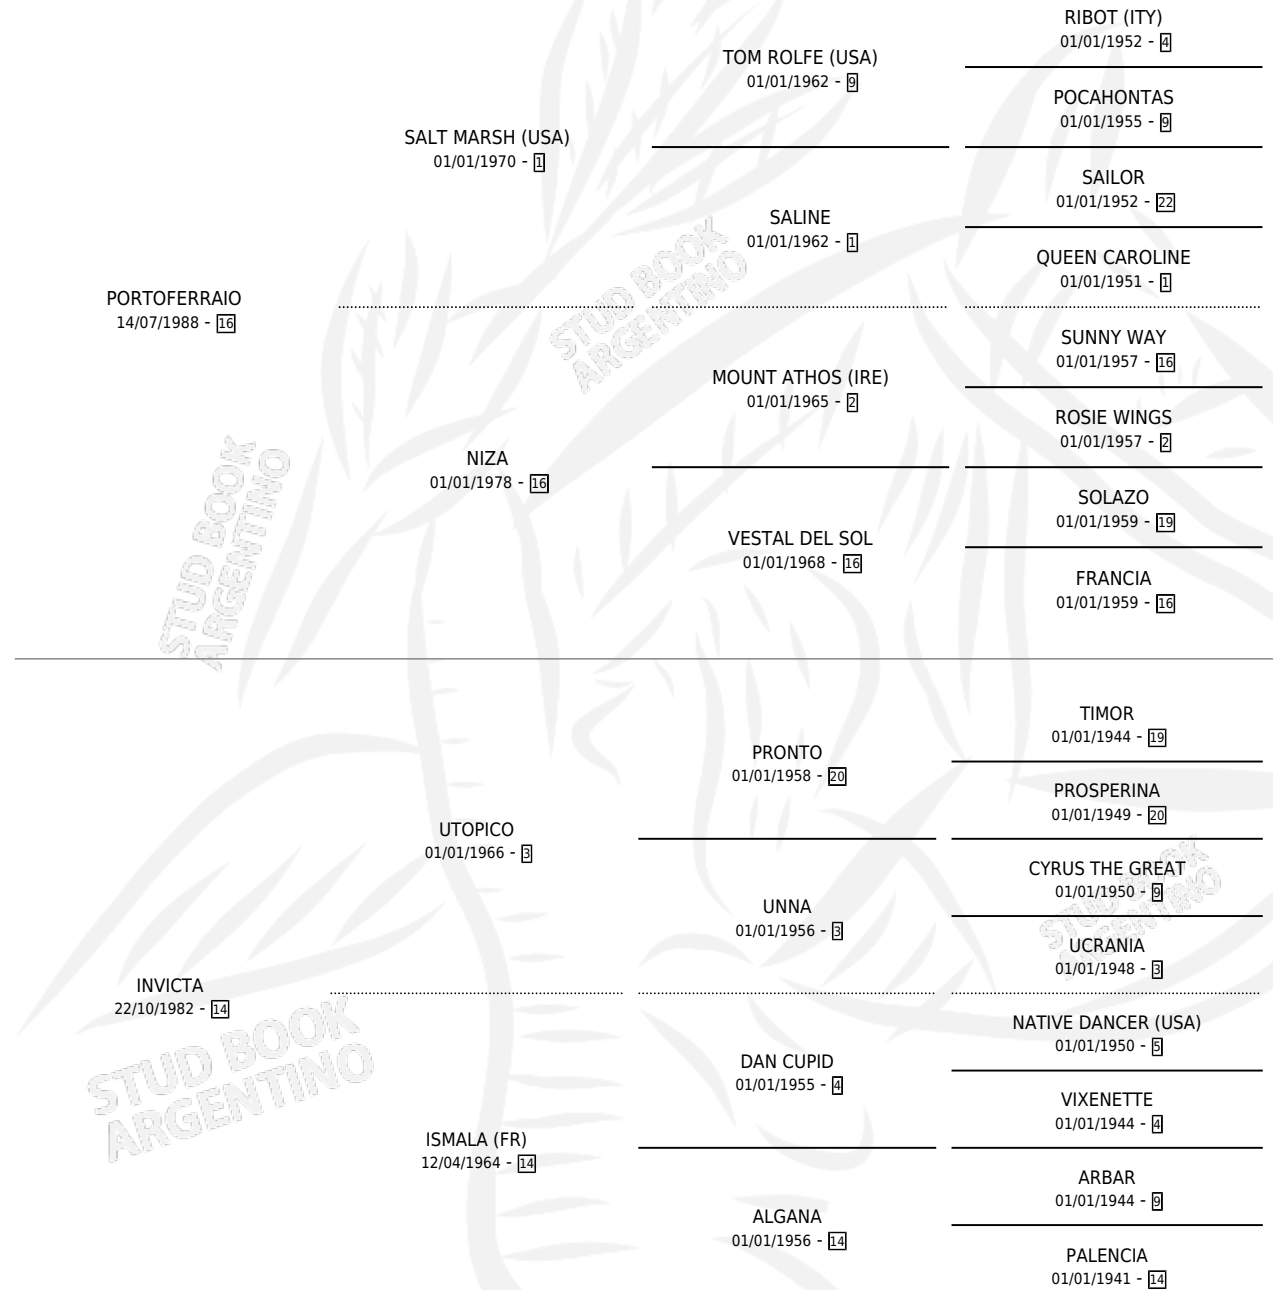 RIBOT (ITY)
01/01/1952 - 4
TOM ROLFE (USA)
01/01/1962 - 9
POCAHONTAS
01/01/1955 - 9
SALT MARSH (USA)
01/01/1970 - 1
SAILOR
01/01/1952 - 22
SALINE
01/01/1962 - 1
QUEEN CAROLINE
01/01/1951 - 1
PORTOFERRAIO
14/07/1988 - 16
SUNNY WAY
01/01/1957 - 16
MOUNT ATHOS (IRE)
01/01/1965 - 2
ROSIE WINGS
01/01/1957 - 2
NIZA
01/01/1978 - 16
SOLAZO
01/01/1959 - 19
VESTAL DEL SOL
01/01/1968 - 16
FRANCIA
01/01/1959 - 16
TIMOR
01/01/1944 - 19
PRONTO
01/01/1958 - 20
PROSPERINA
01/01/1949 - 20
UTOPICO
01/01/1966 - 3
CYRUS THE GREAT
01/01/1950 - 9
UNNA
01/01/1956 - 3
UCRANIA
01/01/1948 - 3
INVICTA
22/10/1982 - 14
NATIVE DANCER (USA)
01/01/1950 - 5
DAN CUPID
01/01/1955 - 4
VIXENETTE
01/01/1944 - 4
ISMALA (FR)
12/04/1964 - 14
ARBAR
01/01/1944 - 9
ALGANA
01/01/1956 - 14
PALENCIA
01/01/1941 - 14
STUD BOOK
ARGENTINO
STUD BOOK
ARGENTINO
STUD BOOK
ARGENTINO
STUD BOOK
ARGENTINO